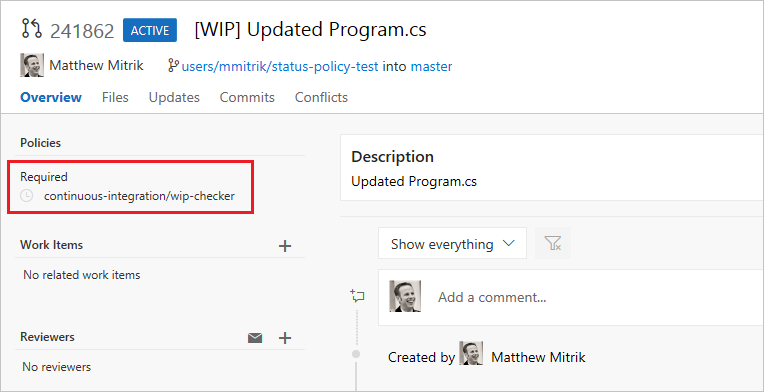 241862 ACTIVE [WIP] Updated Program.cs
Matthew Mitrik users/mmitrik/status-policy-test into master
Overview Files Updates Commits Conflicts
Policies
Required
continuous-integration/wip-checker
Work Items
No related work items
Reviewers
No reviewers
Description
Updated Program.cs
Show everything
Add a comment...
Created by Matthew Mitrik